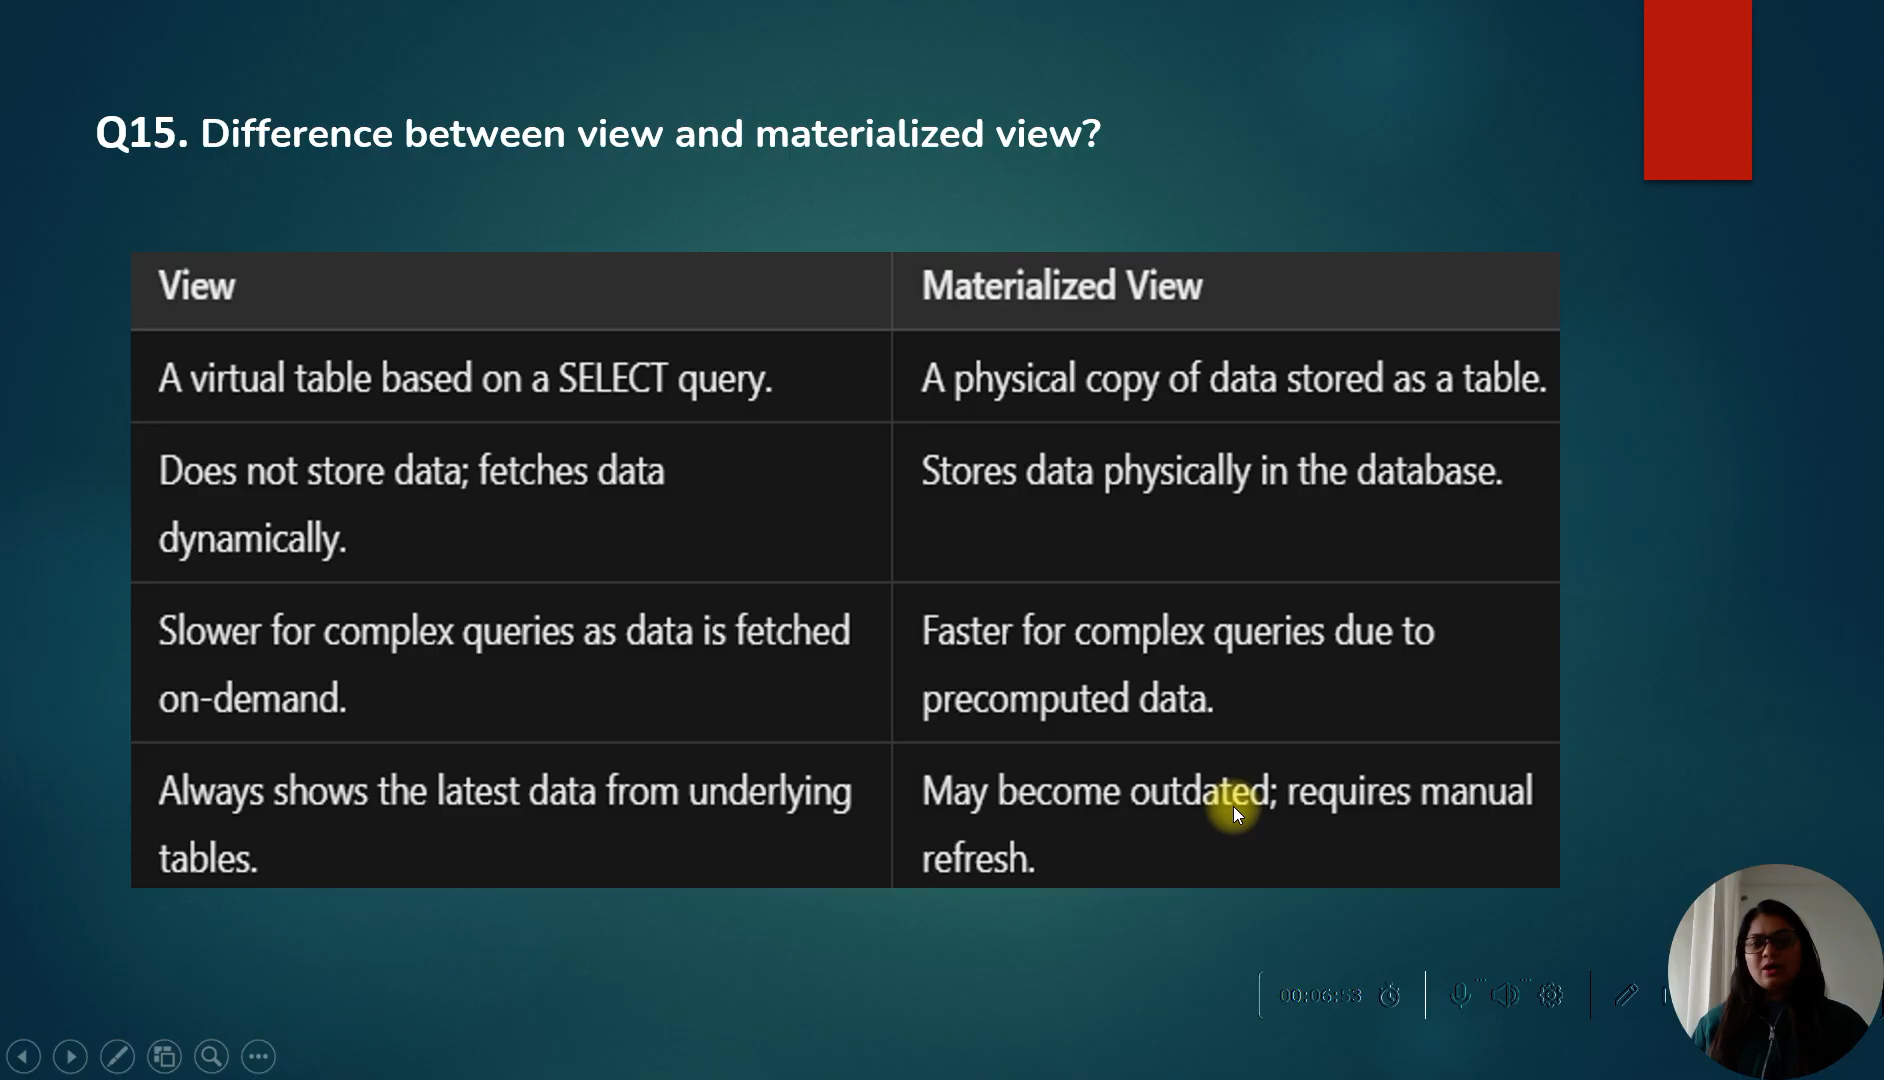 Q15. Difference between view and materialized view?
View
Materialized View
A virtual table based on a SELECT query.
A physical copy of data stored as a table.
Does not store data; fetches data
dynamically.
Stores data physically in the database.
Slower for complex queries as data is fetched
on-demand.
Faster for complex queries due to
precomputed data.
Always shows the latest data from underlying
tables.
May become outdated; requires manual
refresh.
00:06:53